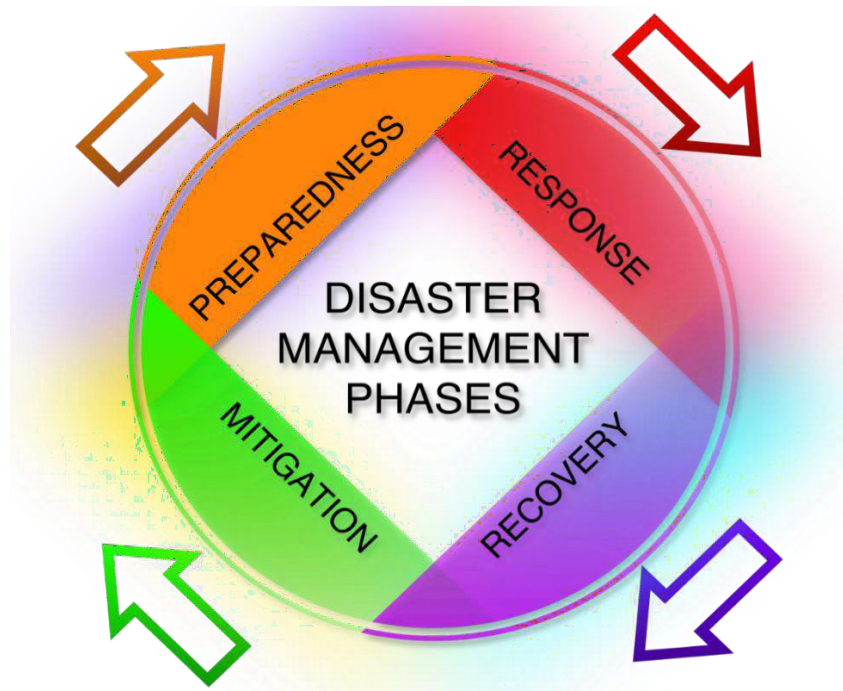 PREPAREDNESS
RESPONSE
DISASTER
MANAGEMENT
PHASES
MITIGATION
RECOVERY